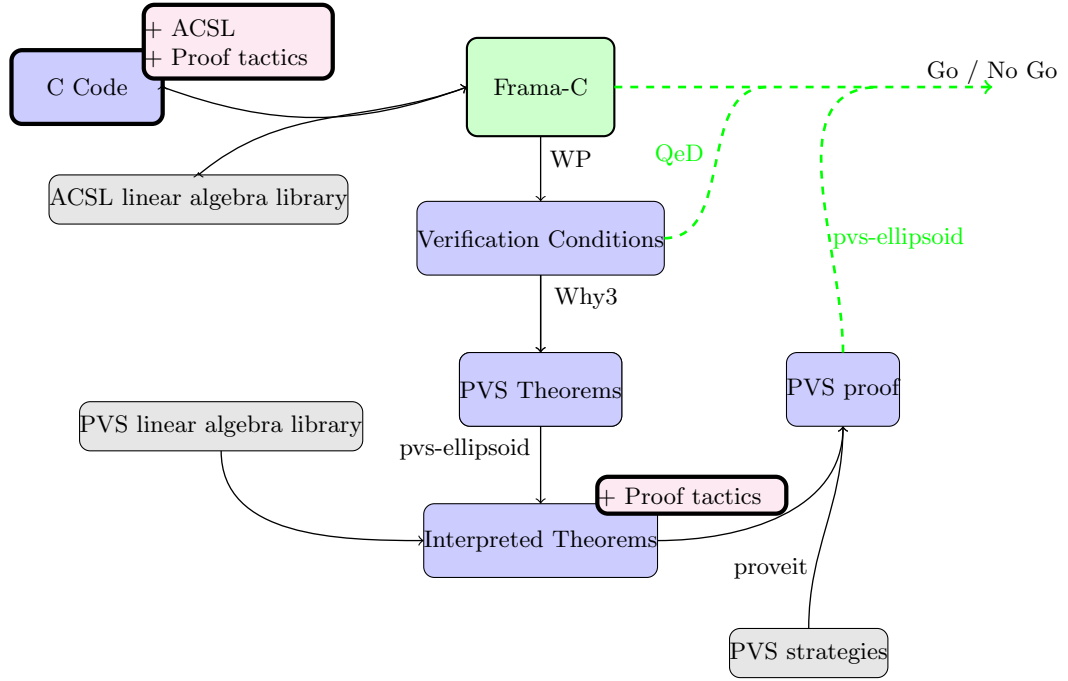 + ACSL
+ Proof tactics
C Code
Frama-C
Go / No Go
WP
QeD
ACSL linear algebra library
Verification Conditions
pvs-ellipsoid
Why3
PVS Theorems
PVS proof
PVS linear algebra library
pvs-ellipsoid
+ Proof tactics
Interpreted Theorems
proveit
PVS strategies